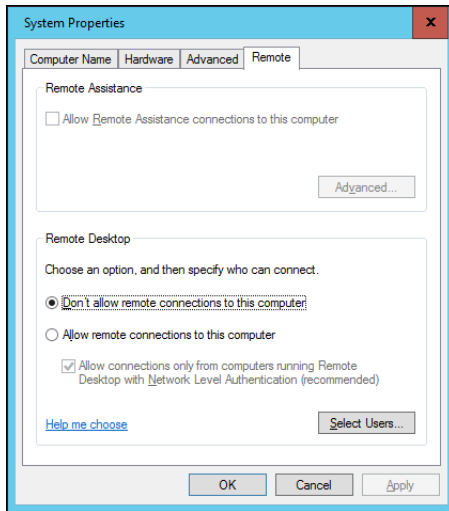 System Properties
x
Computer Name Hardware Advanced Remote
Remote Assistance
Allow Remote Assistance connections to this computer
Advanced...
Remote Desktop
Choose an option, and then specify who can connect.
Don't allow remote connections to this computer
Allow remote connections to this computer
Allow connections only from computers running Remote
Desktop with Network Level Authentication (recommended)
Help me choose
Select Users...
OK Cancel Apply